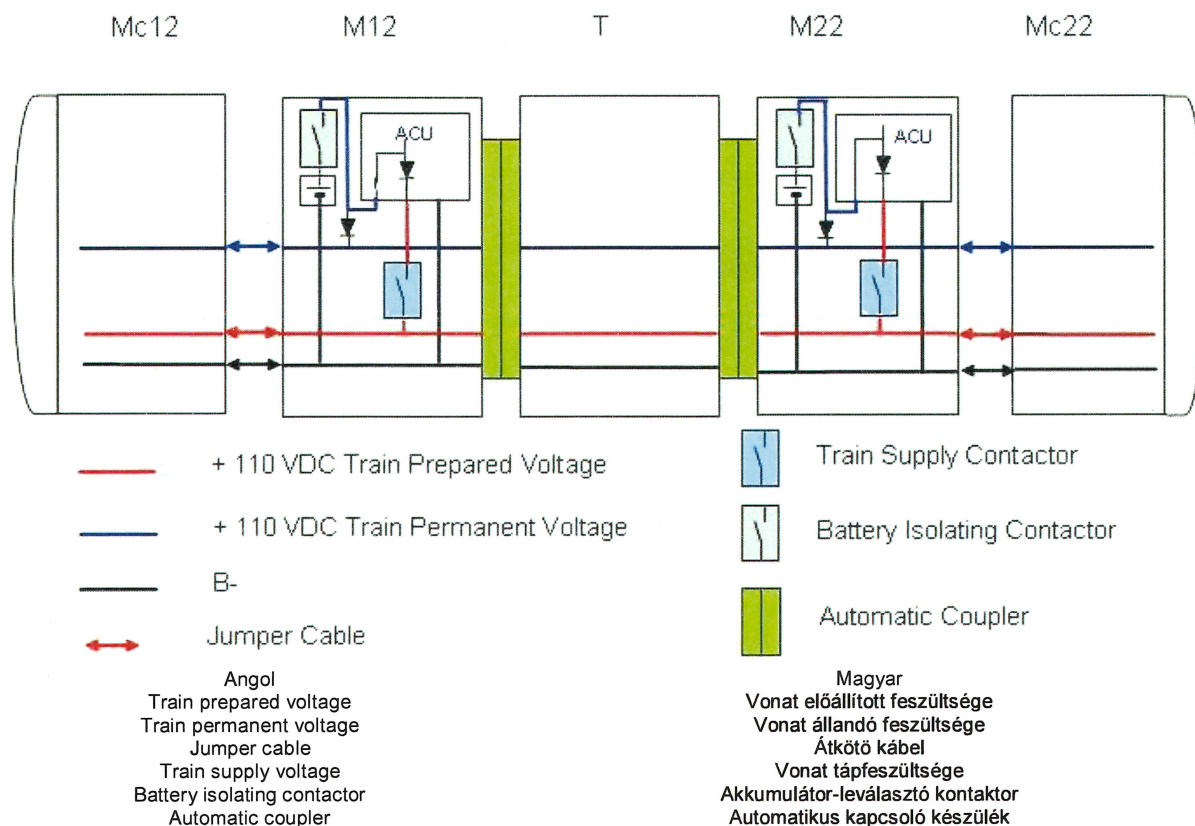 Mc12 M12 T M22 Mc22
ACU ACU
+ 110 VDC Train Prepared Voltage
+ 110 VDC Train Permanent Voltage
B-
Jumper Cable
Train Supply Contactor
Battery Isolating Contactor
Automatic Coupler
Angol Magyar
Train prepared voltage Vonat előállított feszültsége
Train permanent voltage Vonat állandó feszültsége
Jumper cable Átkötö kábel
Train supply voltage Vonat tápfeszültsége
Battery isolating contactor Akkumulátor-leválasztó kontaktor
Automatic coupler Automatikus kapcsoló készülék